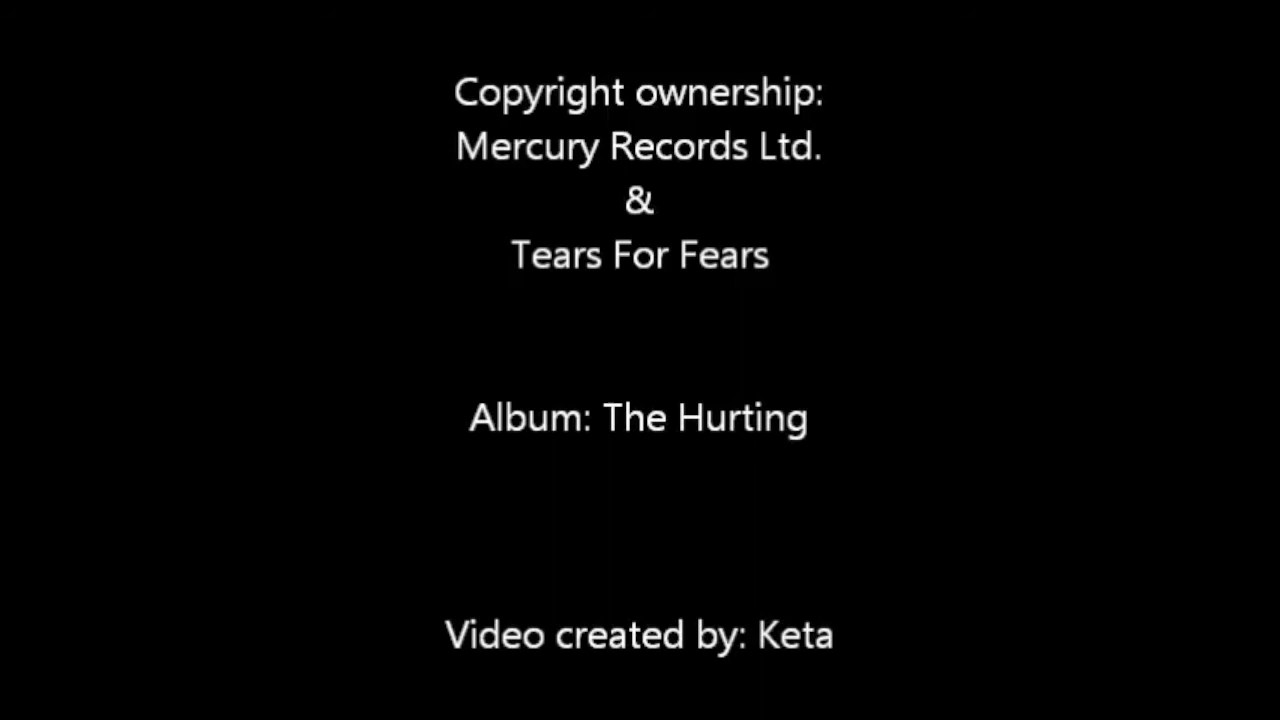 Copyright ownership:
Mercury Records Ltd.
&
Tears For Fears
Album: The Hurting
Video created by: Keta